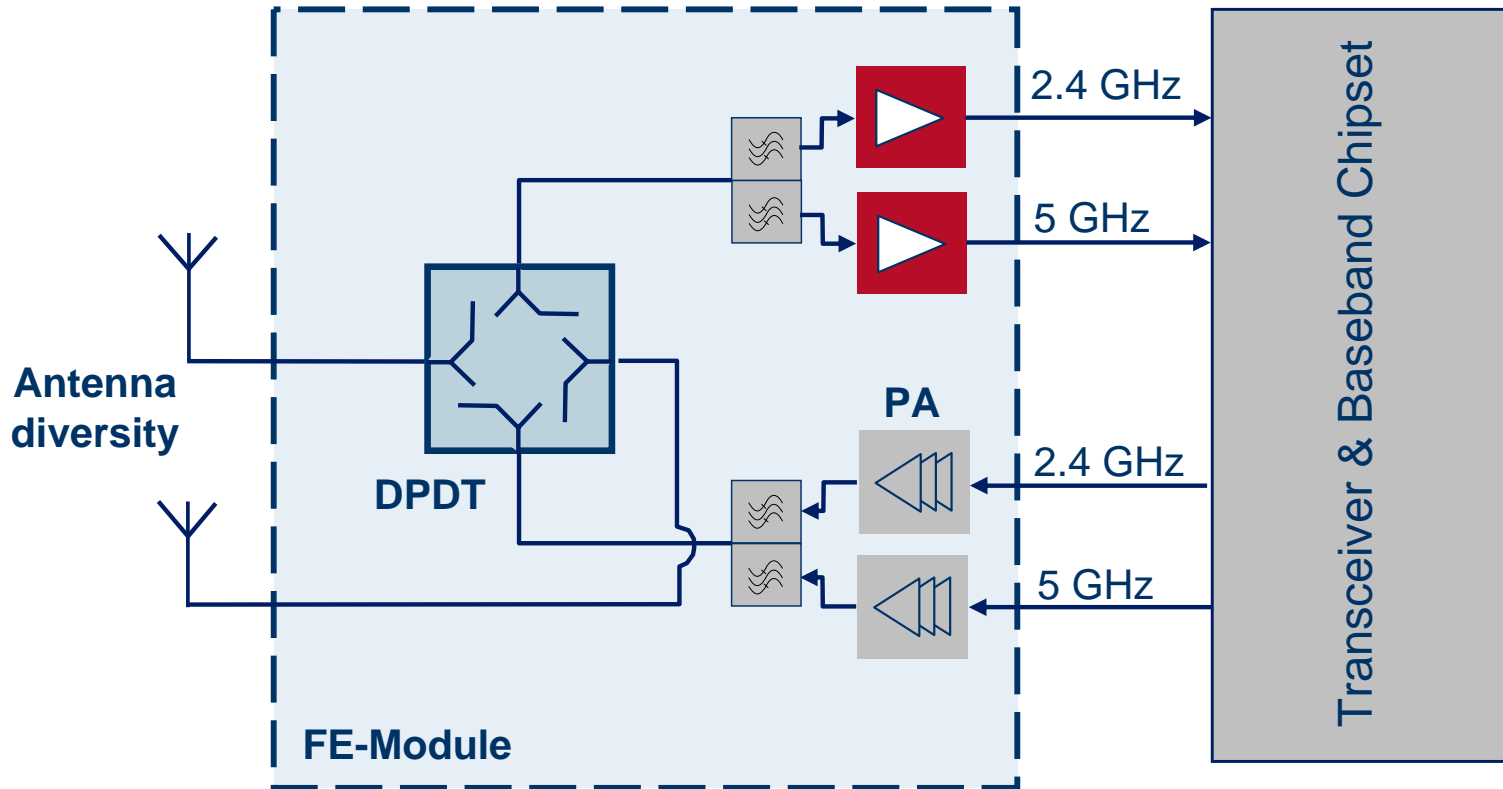 2.4 GHz
5 GHz
Transceiver & Baseband Chipset
Antenna
diversity
DPDT
PA
2.4 GHz
5 GHz
FE-Module